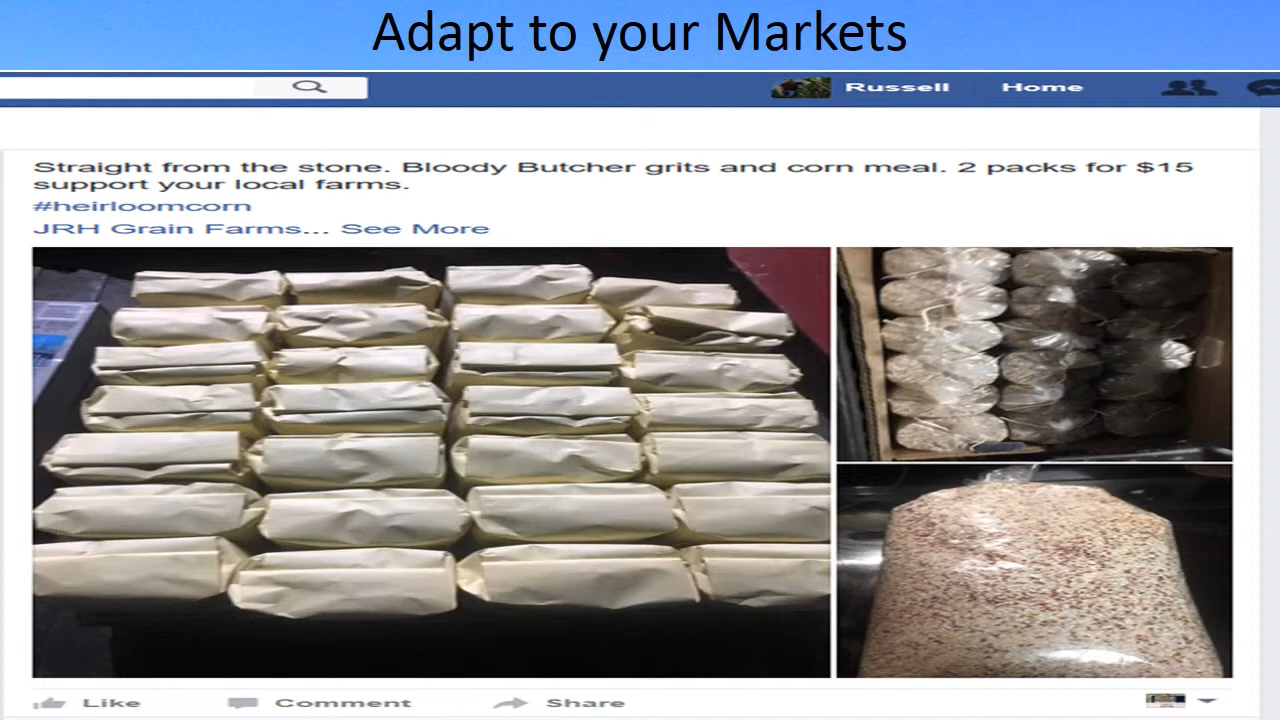 Adapt to your Markets
Russell Home
Straight from the stone. Bloody Butcher grits and corn meal. 2 packs for $15
support your local farms.
#heirloomcorn
JRH Grain Farms... See More
Like Comment Share